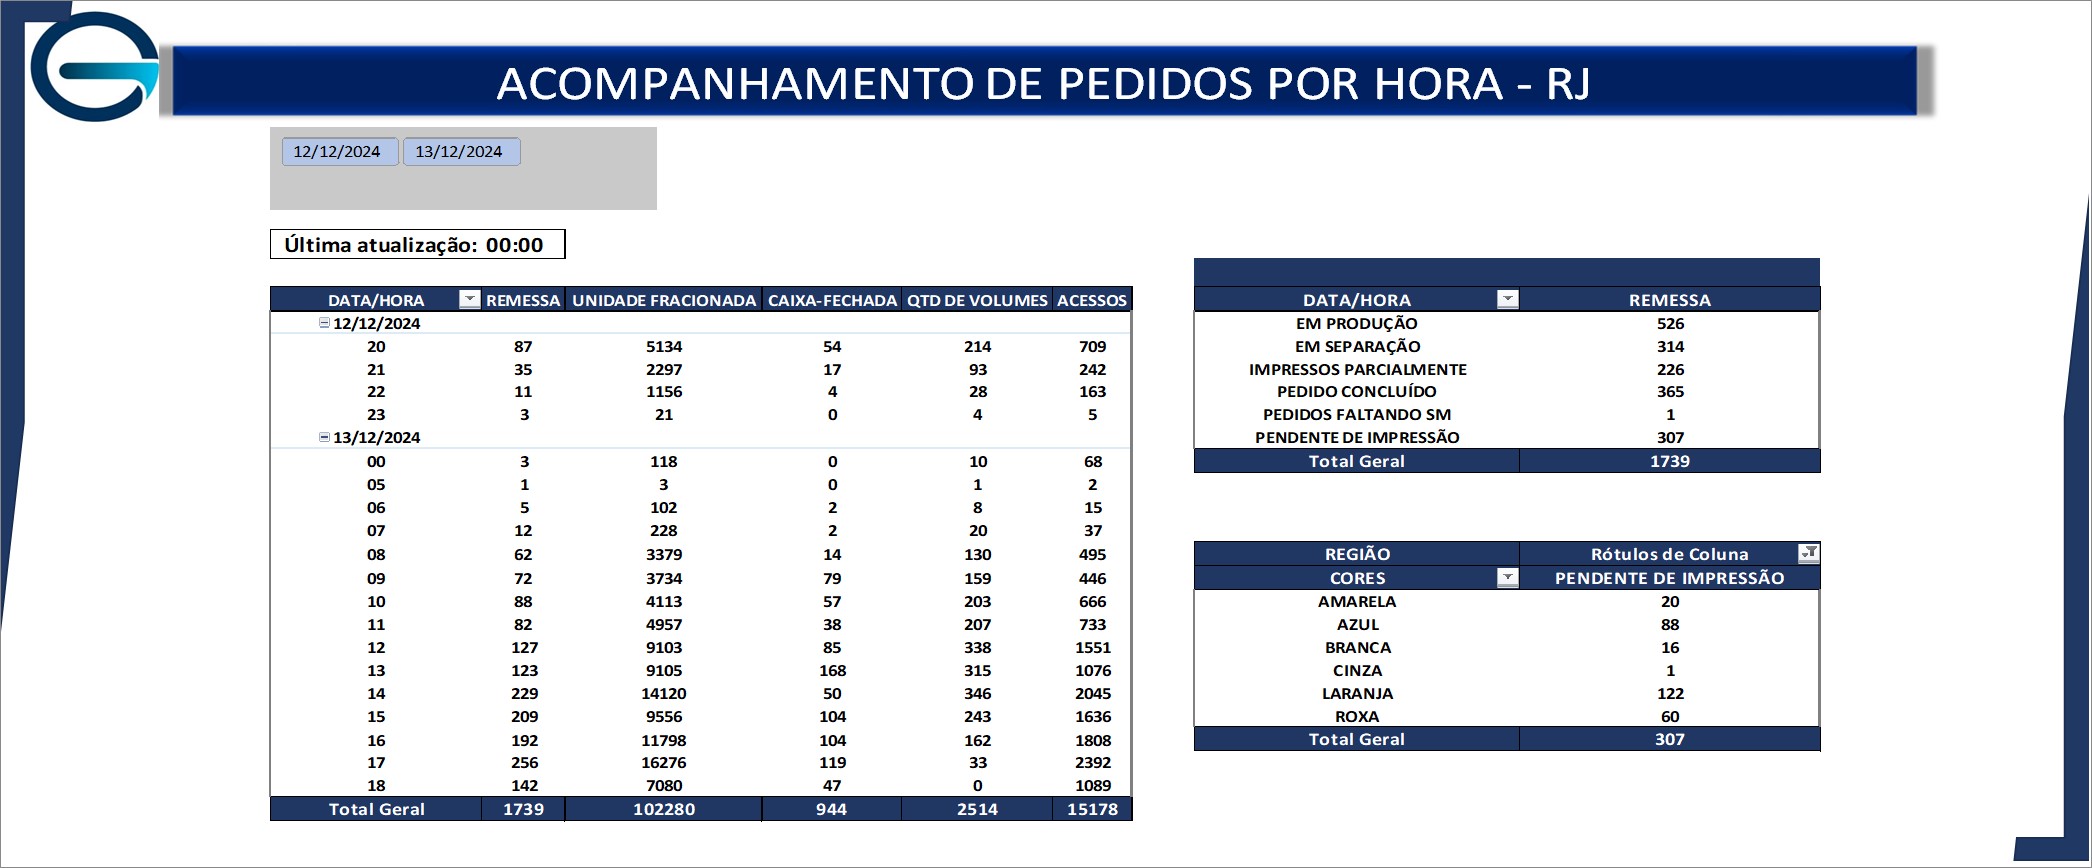 ACOMPANHAMENTO DE PEDIDOS POR HORA - RJ
12/12/2024 13/12/2024
Última atualização: 00:00
DATA/HORA REMESSA UNIDADE FRACIONADA CAIXA-FECHADA QTD DE VOLUMES ACESSOS
12/12/2024
20 87 5134 54 214 709
21 35 2297 17 93 242
22 11 1156 4 28 163
23 3 21 0 4 5
13/12/2024
00 3 118 0 10 68
05 1 3 0 1 2
06 5 102 2 8 15
07 12 228 2 20 37
08 62 3379 14 130 495
09 72 3734 79 159 446
10 88 4113 57 203 666
11 82 4957 38 207 733
12 127 9103 85 338 1551
13 123 9105 168 315 1076
14 229 14120 50 346 2045
15 209 9556 104 243 1636
16 192 11798 104 162 1808
17 256 16276 119 33 2392
18 142 7080 47 0 1089
Total Geral 1739 102280 944 2514 15178
DATA/HORA REMESSA
EM PRODUÇÃO 526
EM SEPARAÇÃO 314
IMPRESSOS PARCIALMENTE 226
PEDIDO CONCLUÍDO 365
PEDIDOS FALTANDO SM 1
PENDENTE DE IMPRESSÃO 307
Total Geral 1739
REGIÃO Rótulos de Coluna
CORES PENDENTE DE IMPRESSÃO
AMARELA 20
AZUL 88
BRANCA 16
CINZA 1
LARANJA 122
ROXA 60
Total Geral 307